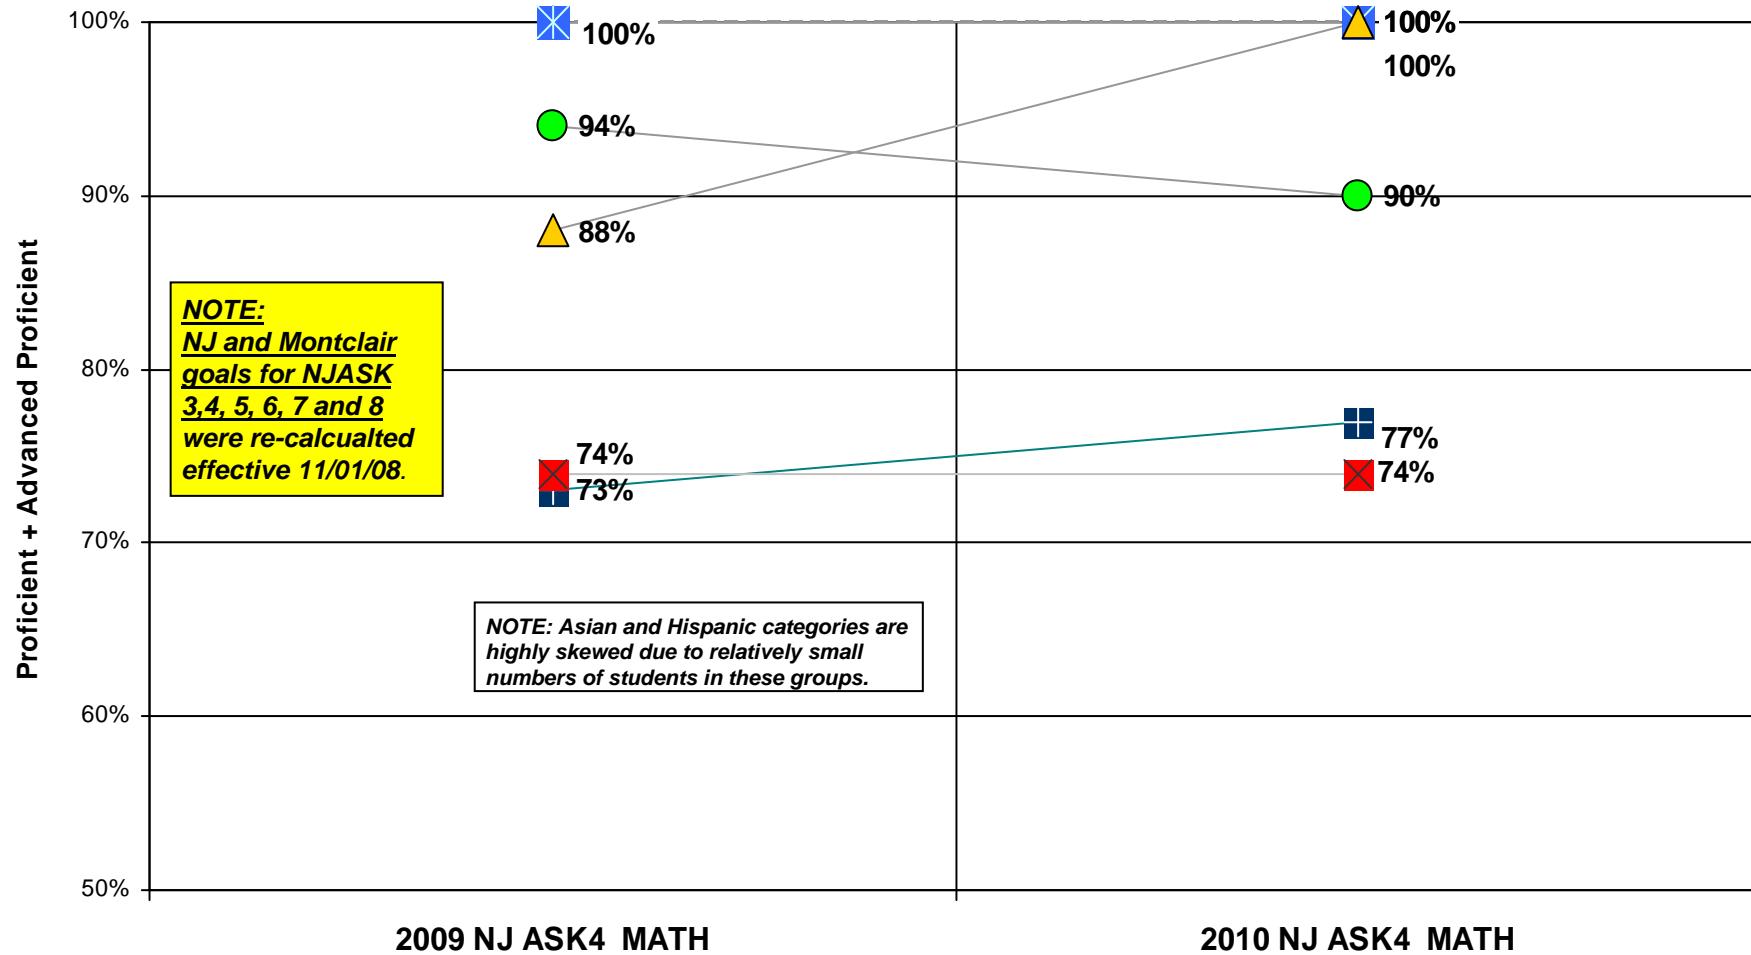 Proficient + Advanced Proficient
100%
90%
80%
70%
60%
50%
100%
94%
88%
74%
73%
100%
100%
90%
77%
74%
NOTE:
NJ and Montclair
goals for NJASK
3,4, 5, 6, 7 and 8
were re-calcualted
effective 11/01/08.
NOTE: Asian and Hispanic categories are
highly skewed due to relatively small
numbers of students in these groups.
2009 NJ ASK4 MATH
2010 NJ ASK4 MATH